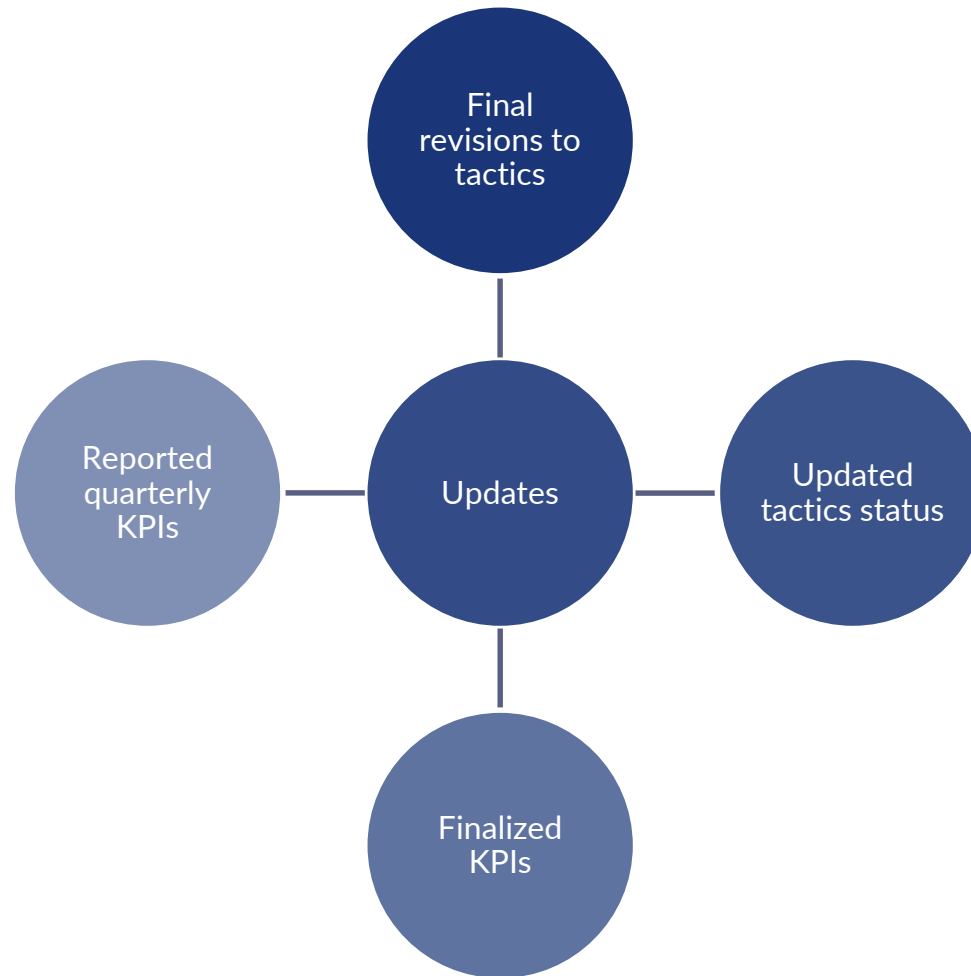 Final
revisions to
tactics
Reported
quarterly
KPIs
Updates
Updated
tactics status
Finalized
KPIs